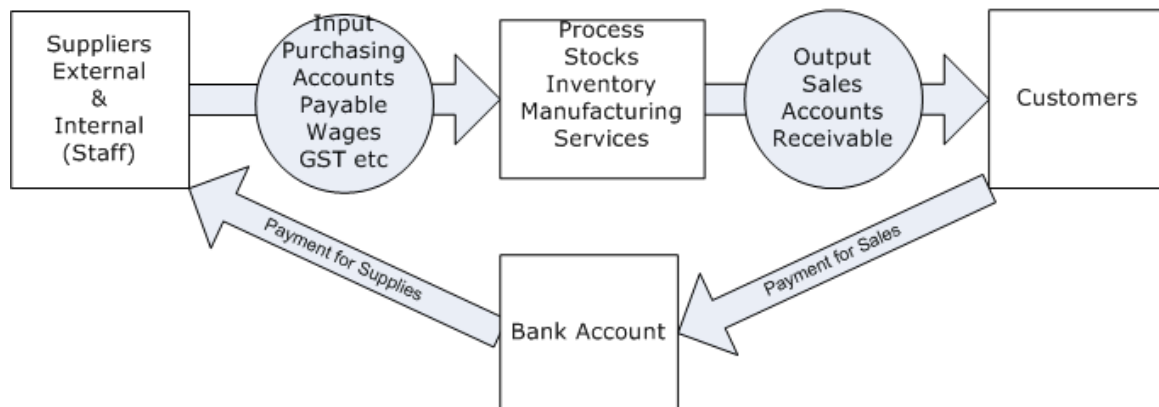 Suppliers
External
&
Internal
(Staff)
Input
Purchasing
Accounts
Payable
Wages
GST etc
Process
Stocks
Inventory
Manufacturing
Services
Output
Sales
Accounts
Receivable
Customers
Payment for Supplies
Bank Account
Payment for Sales